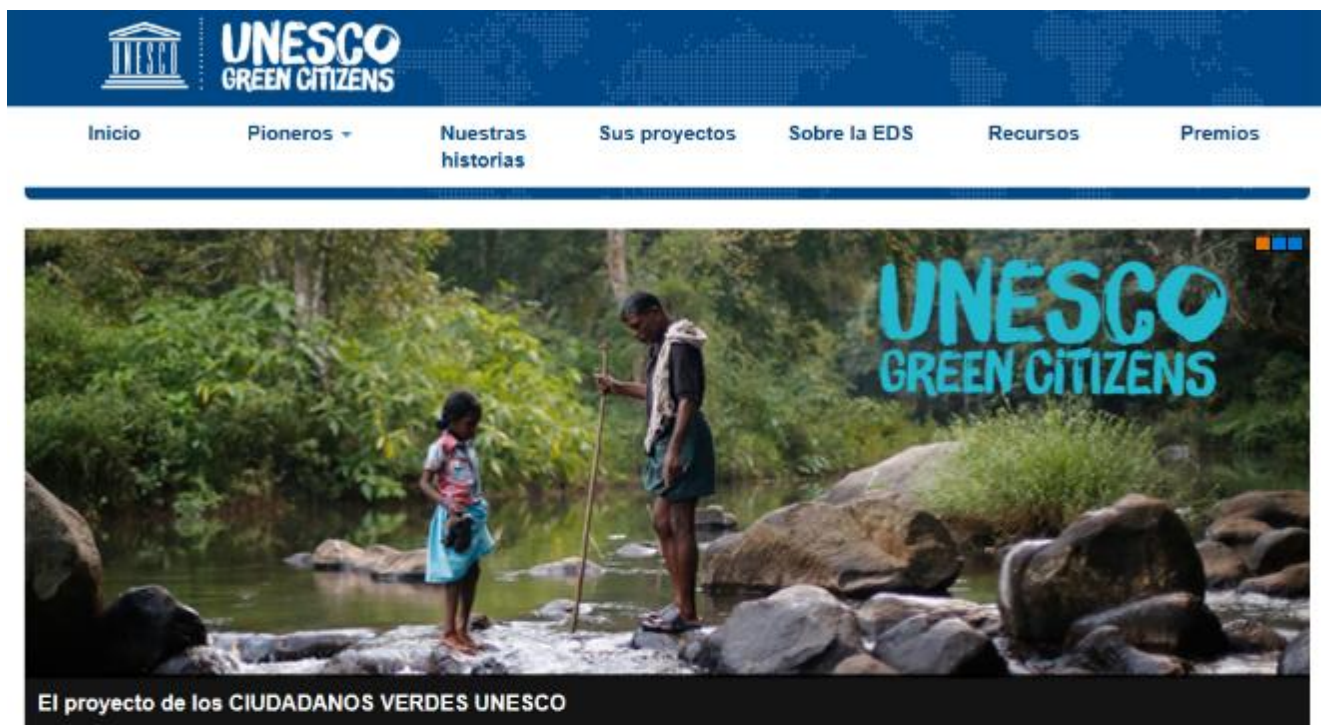 UNESCO
UNESCO
GREEN CITIZENS
Inicio
Pioneros
Nuestras
historias
Sus proyectos
Sobre la EDS
Recursos
Premios
UNESCO
GREEN CITIZENS
El proyecto de los CIUDADANOS VERDES UNESCO